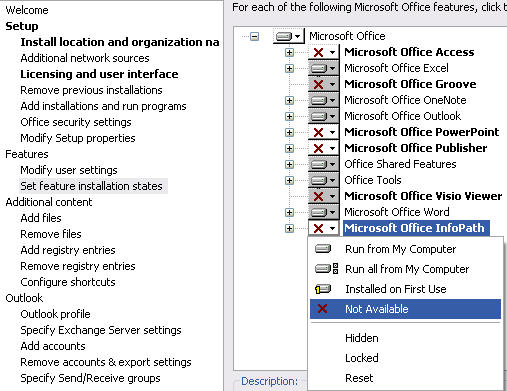 Welcome
Setup
Install location and organization na
Additional network sources
Licensing and user interface
Remove previous installations
Add installations and run programs
Office security settings
Modify Setup properties
Features
Modify user settings
Set feature installation states
Additional content
Add files
Remove files
Add registry entries
Remove registry entries
Configure shortcuts
Outlook
Outlook profile
Specify Exchange Server settings
Add accounts
Remove accounts & export settings
Specify Send/Receive groups
For each of the following Microsoft Office features, click t
Microsoft Office
Microsoft Office Access
Microsoft Office Excel
Microsoft Office Groove
Microsoft Office OneNote
Microsoft Office Outlook
Microsoft Office PowerPoint
Microsoft Office Publisher
Office Shared Features
Office Tools
Microsoft Office Visio Viewer
Microsoft Office Word
Microsoft Office InfoPath
Run from My Computer
Run all from My Computer
Installed on First Use
Not Available
Hidden
Locked
Reset
Description: